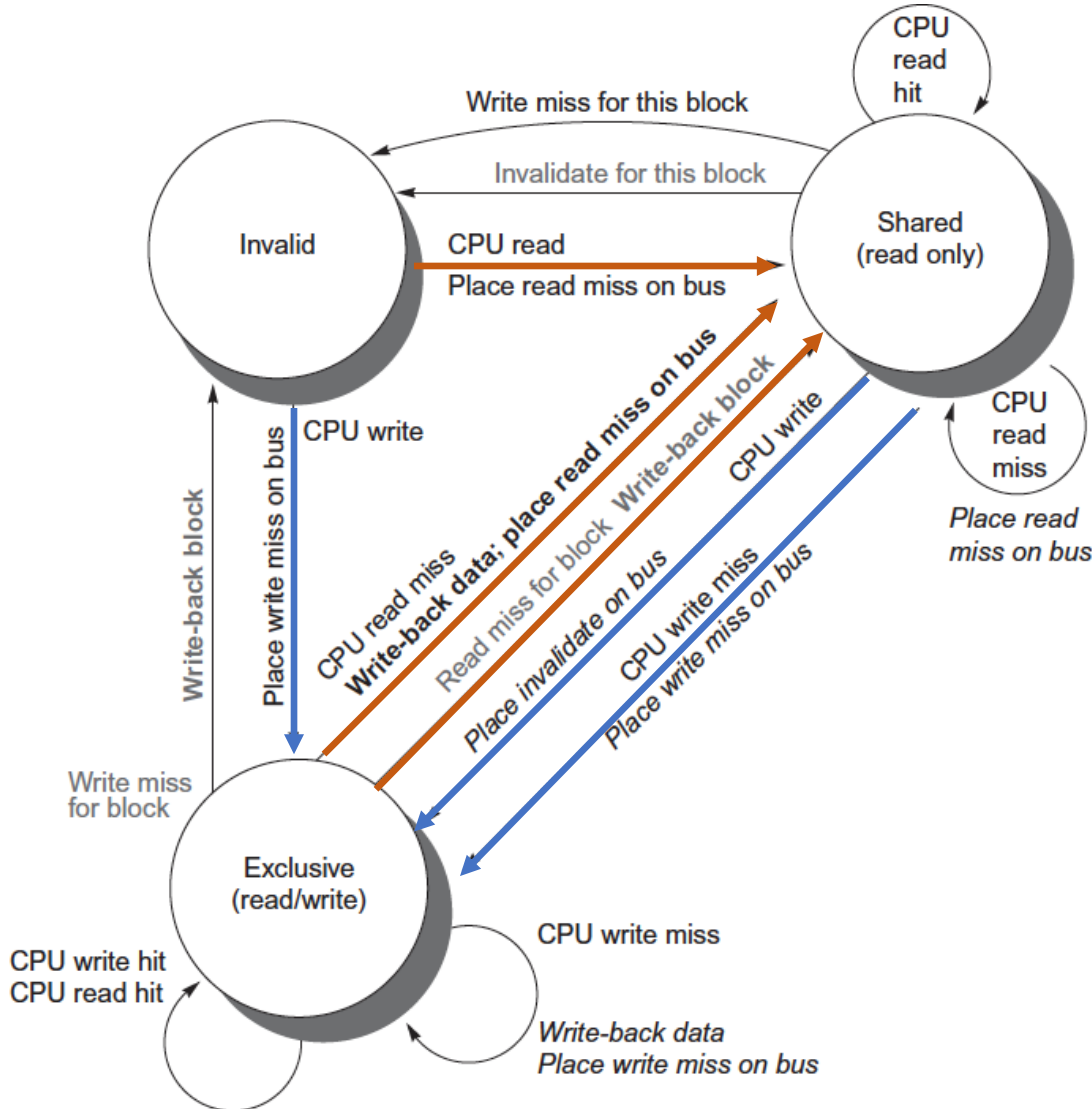 CPU
read
hit
Write miss for this block
Invalidate for this block
Invalid
Shared
(read only)
CPU read
Place read miss on bus
CPU write
Place write miss on bus
Write-back block
Write miss
for block
CPU read miss
Write-back data; place read miss on bus
Read miss for block Write-back block
CPU write
Place invalidate on bus
CPU write miss
Place write miss on bus
CPU
read
miss
Place read
miss on bus
Exclusive
(read/write)
CPU write hit
CPU read hit
CPU write miss
Write-back data
Place write miss on bus